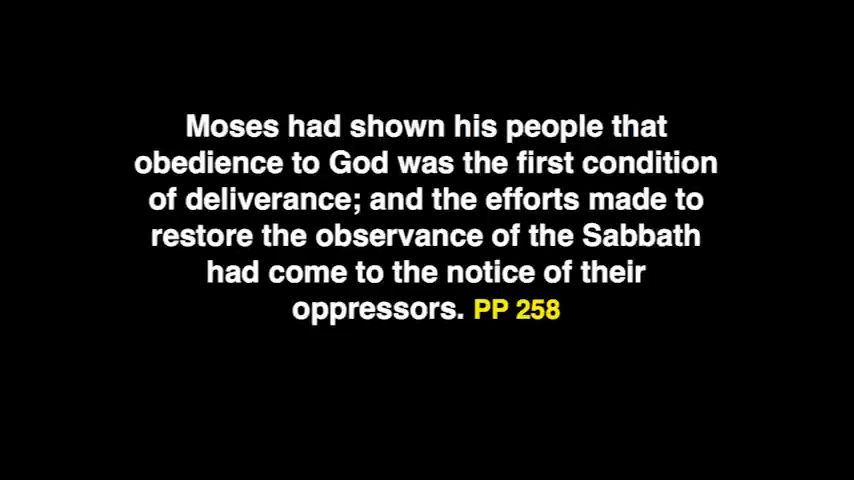 Moses had shown his people that
obedience to God was the first condition
of deliverance; and the efforts made to
restore the observance of the Sabbath
had come to the notice of their
oppressors. PP 258